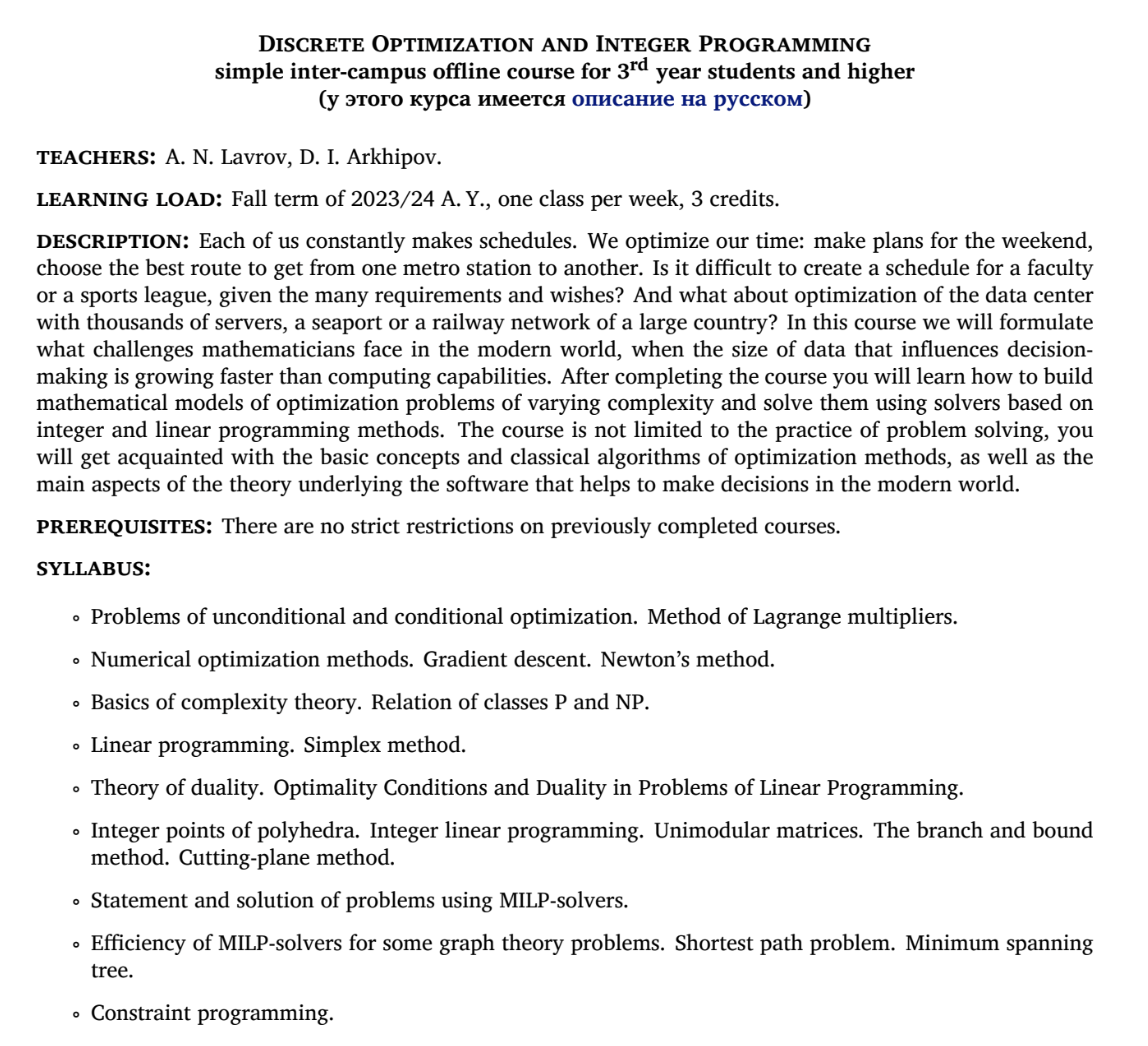 DISCRETE OPTIMIZATION AND INTEGER PROGRAMMING
simple inter-campus offline course for 3rd year students and higher
(у этого курса имеется описание на русском)
TEACHERS: A. N. Lavrov, D. I. Arkhipov.
LEARNING LOAD: Fall term of 2023/24 A. Y., one class per week, 3 credits.
DESCRIPTION: Each of us constantly makes schedules. We optimize our time: make plans for the weekend,
choose the best route to get from one metro station to another. Is it difficult to create a schedule for a faculty
or a sports league, given the many requirements and wishes? And what about optimization of the data center
with thousands of servers, a seaport or a railway network of a large country? In this course we will formulate
what challenges mathematicians face in the modern world, when the size of data that influences decision-
making is growing faster than computing capabilities. After completing the course you will learn how to build
mathematical models of optimization problems of varying complexity and solve them using solvers based on
integer and linear programming methods. The course is not limited to the practice of problem solving, you
will get acquainted with the basic concepts and classical algorithms of optimization methods, as well as the
main aspects of the theory underlying the software that helps to make decisions in the modern world.
PREREQUISITES: There are no strict restrictions on previously completed courses.
SYLLABUS:
◦ Problems of unconditional and conditional optimization. Method of Lagrange multipliers.
◦ Numerical optimization methods. Gradient descent. Newton's method.
◦ Basics of complexity theory. Relation of classes P and NP.
◦ Linear programming. Simplex method.
◦ Theory of duality. Optimality Conditions and Duality in Problems of Linear Programming.
◦ Integer points of polyhedra. Integer linear programming. Unimodular matrices. The branch and bound
method. Cutting-plane method.
◦ Statement and solution of problems using MILP-solvers.
◦ Efficiency of MILP-solvers for some graph theory problems. Shortest path problem. Minimum spanning
tree.
◦ Constraint programming.